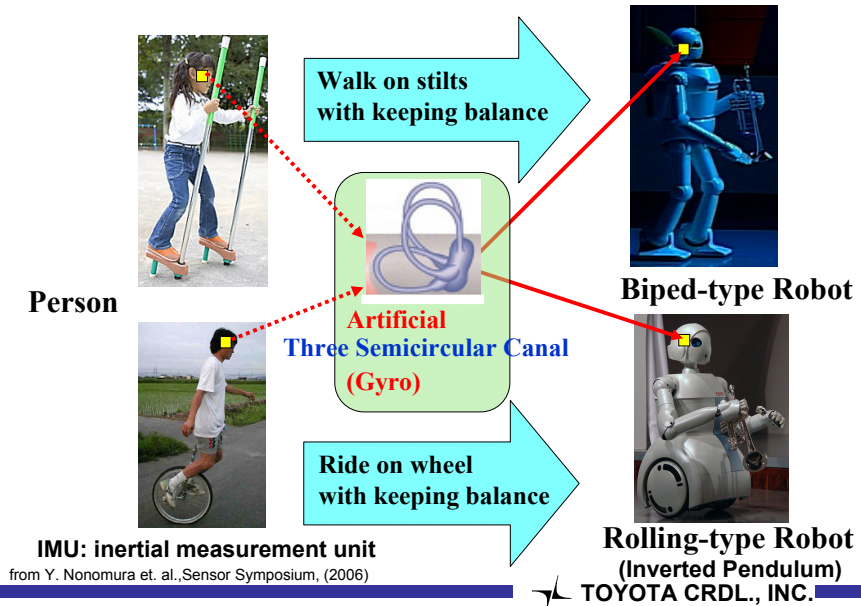 Walk on stilts
with keeping balance
Person
Artificial
Three Semicircular Canal
(Gyro)
Biped-type Robot
Ride on wheel
with keeping balance
Rolling-type Robot
(Inverted Pendulum)
IMU: inertial measurement unit
from Y. Nonomura et. al.,Sensor Symposium, (2006)
TOYOTA CRDL., INC.